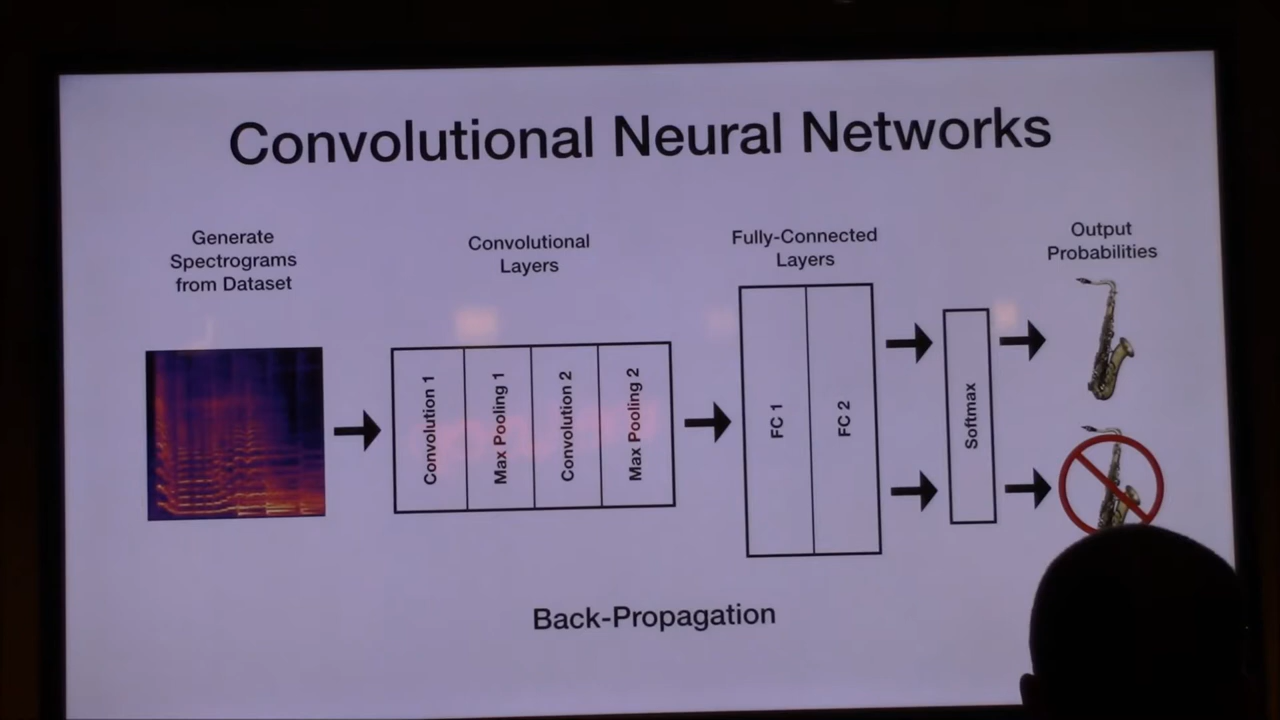 Convolutional Neural Networks
Generate
Spectrograms
from Dataset
Convolutional
Layers
Fully-Connected
Layers
Output
Probabilities
Convolution 1
Max Pooling 1
Convolution 2
Max Pooling 2
FC 1
FC 2
Softmax
Back-Propagation